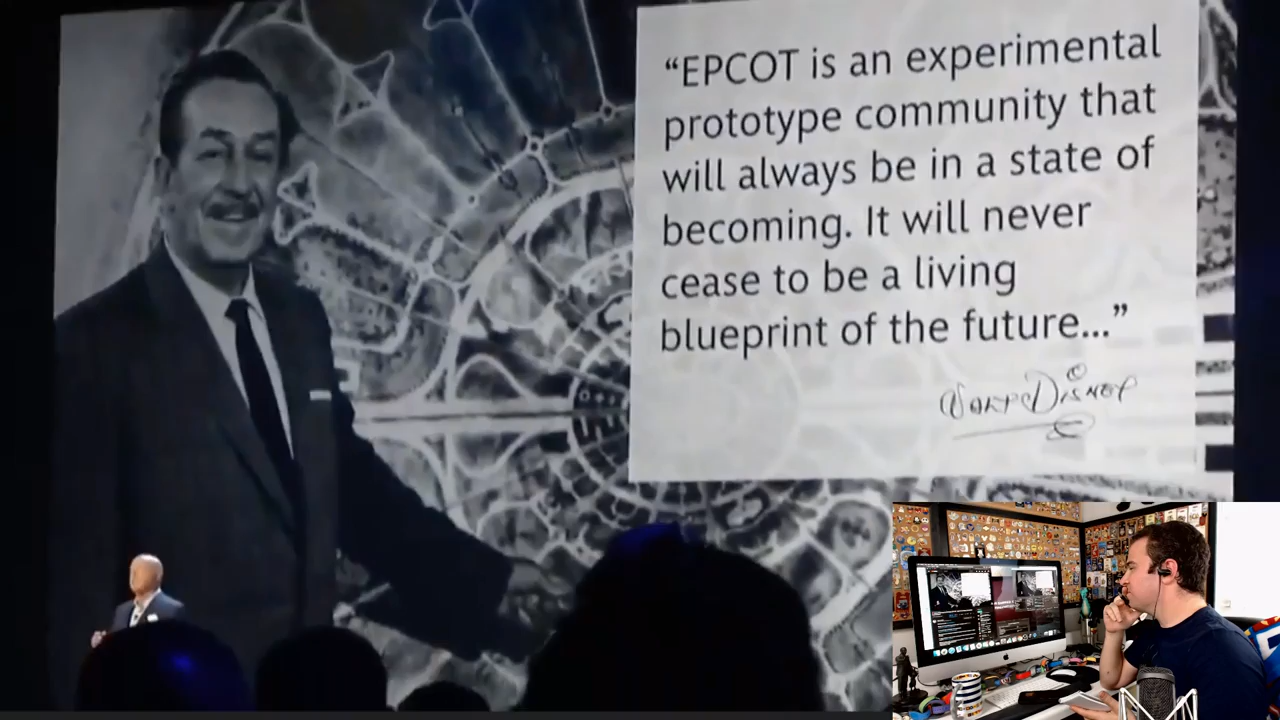 “EPCOT is an experimental
prototype community that
will always be in a state of
becoming. It will never
cease to be a living
blueprint of the future...”
Walt Disney